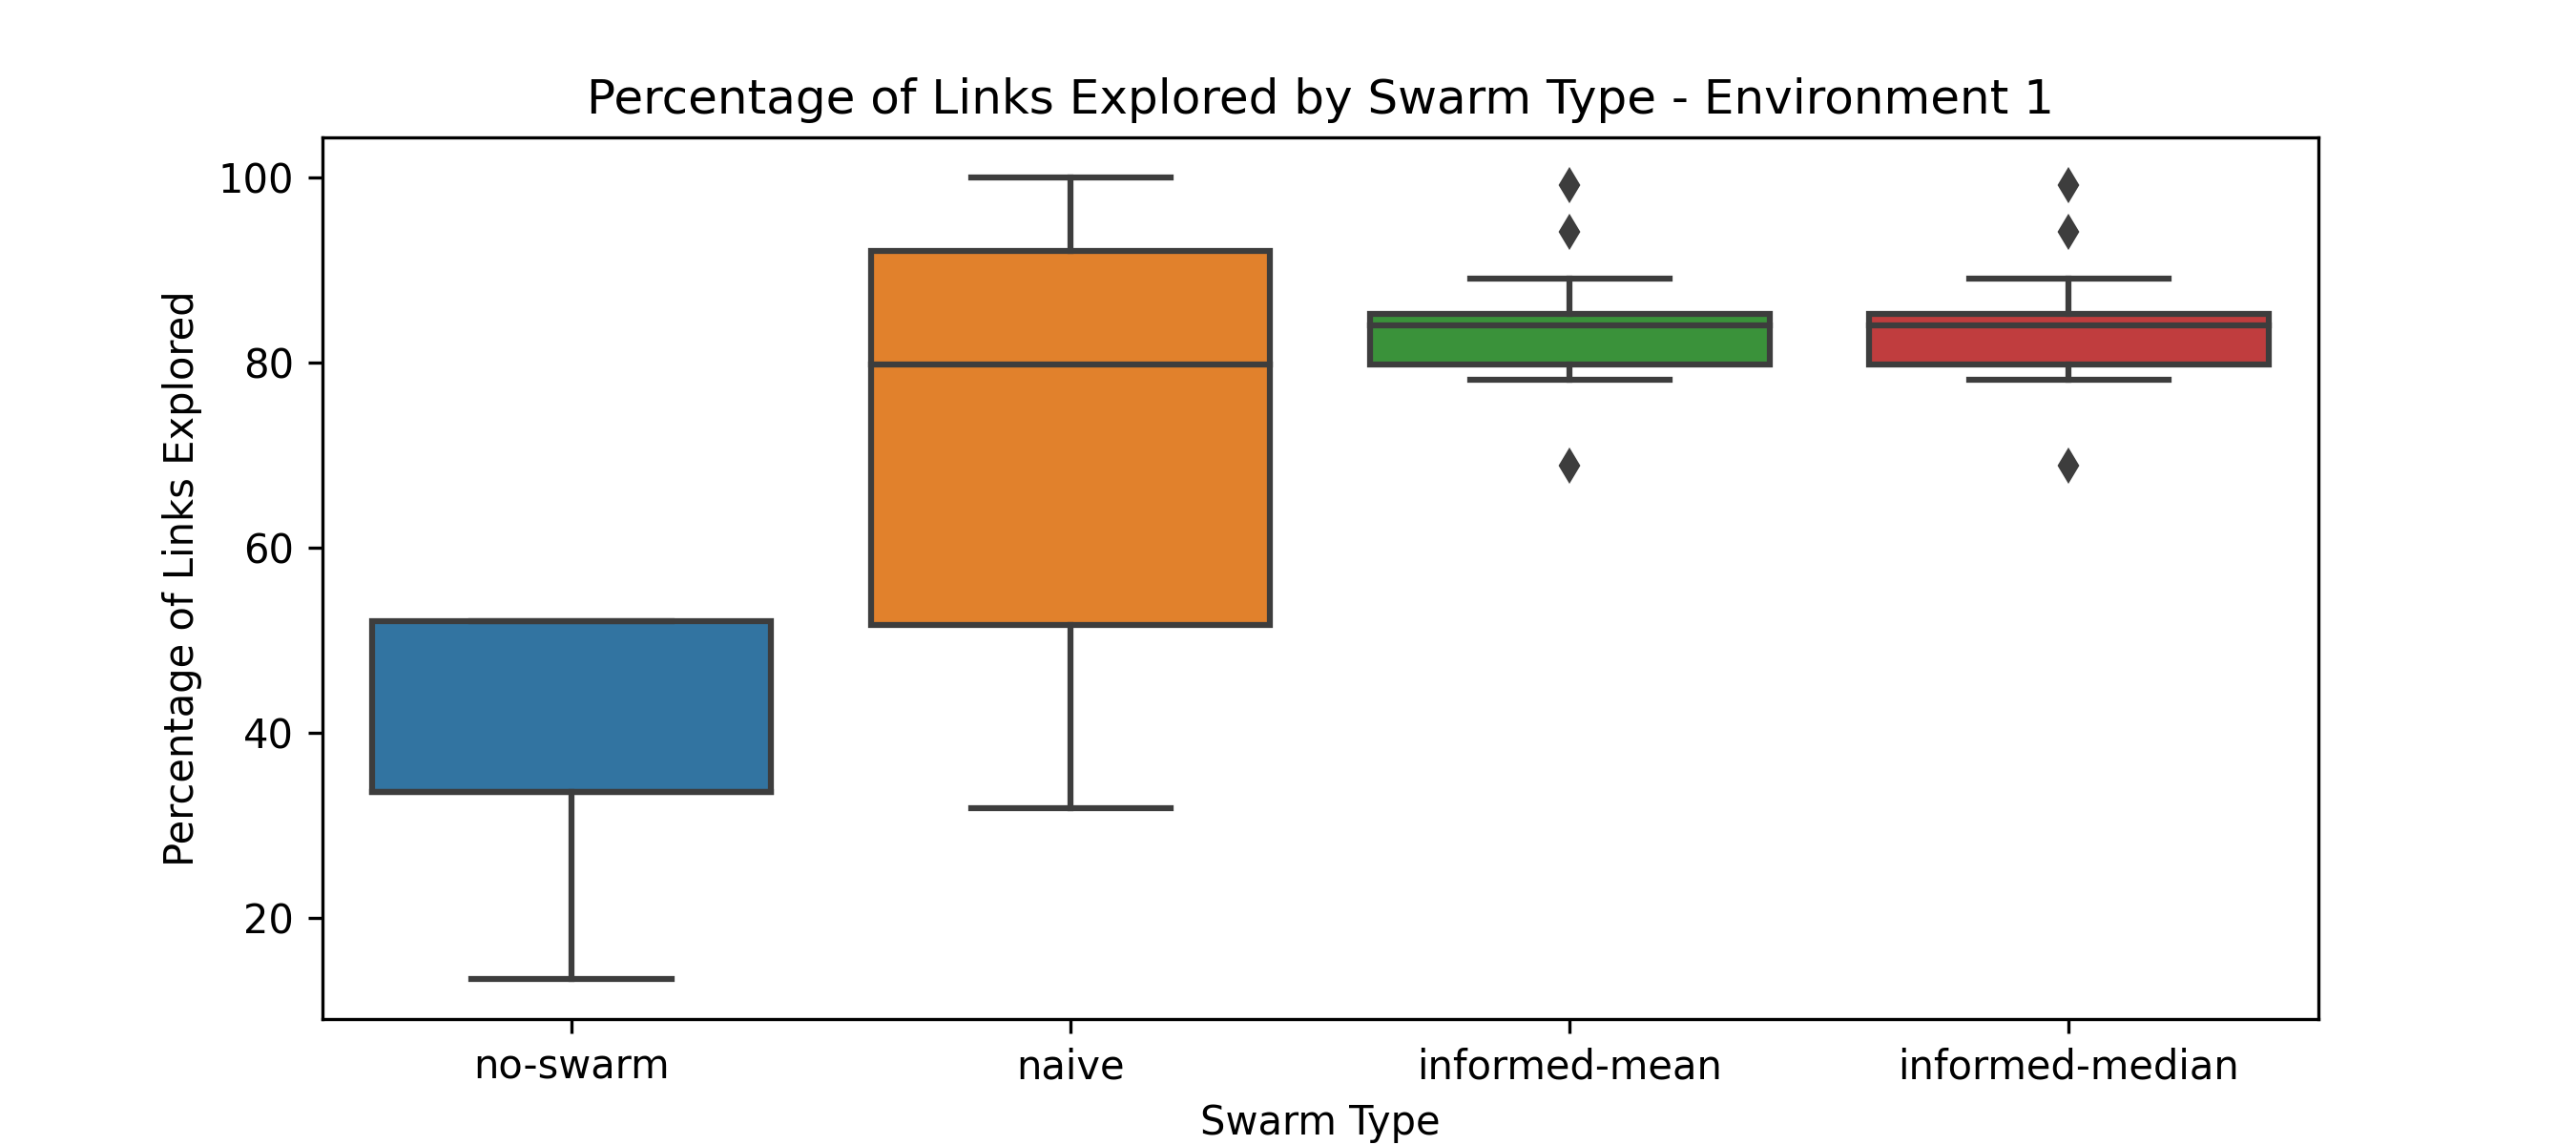 Percentage of Links Explored by Swarm Type - Environment 1
Percentage of Links Explored
100
80
60
40
20
no-swarm
naive
informed-mean
informed-median
Swarm Type